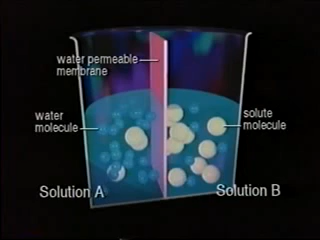 water permeable
membrane
water
molecule
solute
molecule
Solution A
Solution B